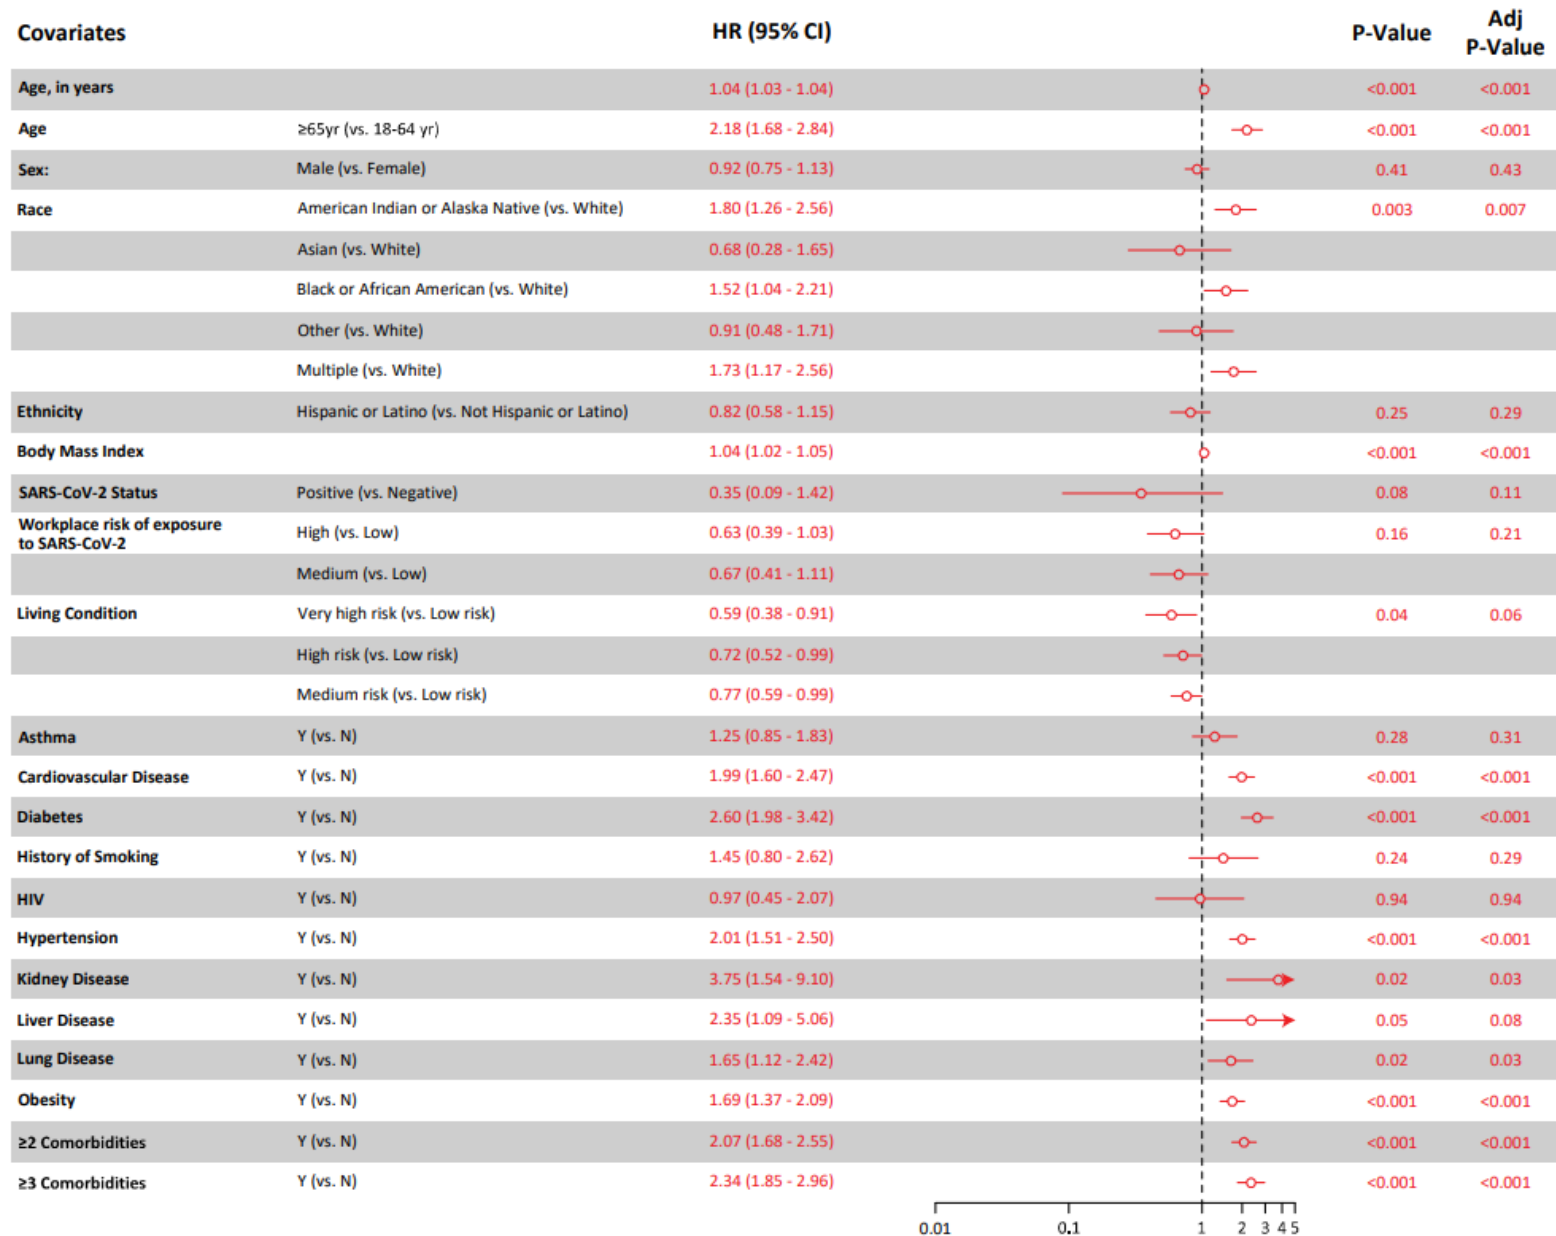 Covariates HR (95% CI) P-Value Adj P-Value
Age, in years 1.04 (1.03 - 1.04) <0.001 <0.001
Age ≥65yr (vs. 18-64 yr) 2.18 (1.68 - 2.84) <0.001 <0.001
Sex: Male (vs. Female) 0.92 (0.75 - 1.13) 0.41 0.43
Race American Indian or Alaska Native (vs. White) 1.80 (1.26 - 2.56) 0.003 0.007
Asian (vs. White) 0.68 (0.28 - 1.65)
Black or African American (vs. White) 1.52 (1.04 - 2.21)
Other (vs. White) 0.91 (0.48 - 1.71)
Multiple (vs. White) 1.73 (1.17 - 2.56)
Ethnicity Hispanic or Latino (vs. Not Hispanic or Latino) 0.82 (0.58 - 1.15) 0.25 0.29
Body Mass Index 1.04 (1.02 - 1.05) <0.001 <0.001
SARS-CoV-2 Status Positive (vs. Negative) 0.35 (0.09 - 1.42) 0.08 0.11
Workplace risk of exposure
to SARS-CoV-2 High (vs. Low) 0.63 (0.39 - 1.03) 0.16 0.21
Medium (vs. Low) 0.67 (0.41 - 1.11)
Living Condition Very high risk (vs. Low risk) 0.59 (0.38 - 0.91) 0.04 0.06
High risk (vs. Low risk) 0.72 (0.52 - 0.99)
Medium risk (vs. Low risk) 0.77 (0.59 - 0.99)
Asthma Y (vs. N) 1.25 (0.85 - 1.83) 0.28 0.31
Cardiovascular Disease Y (vs. N) 1.99 (1.60 - 2.47) <0.001 <0.001
Diabetes Y (vs. N) 2.60 (1.98 - 3.42) <0.001 <0.001
History of Smoking Y (vs. N) 1.45 (0.80 - 2.62) 0.24 0.29
HIV Y (vs. N) 0.97 (0.45 - 2.07) 0.94 0.94
Hypertension Y (vs. N) 2.01 (1.51 - 2.50) <0.001 <0.001
Kidney Disease Y (vs. N) 3.75 (1.54 - 9.10) 0.02 0.03
Liver Disease Y (vs. N) 2.35 (1.09 - 5.06) 0.05 0.08
Lung Disease Y (vs. N) 1.65 (1.12 - 2.42) 0.02 0.03
Obesity Y (vs. N) 1.69 (1.37 - 2.09) <0.001 <0.001
≥2 Comorbidities Y (vs. N) 2.07 (1.68 - 2.55) <0.001 <0.001
≥3 Comorbidities Y (vs. N) 2.34 (1.85 - 2.96) <0.001 <0.001
0.01 0.1 1 2 3 4 5